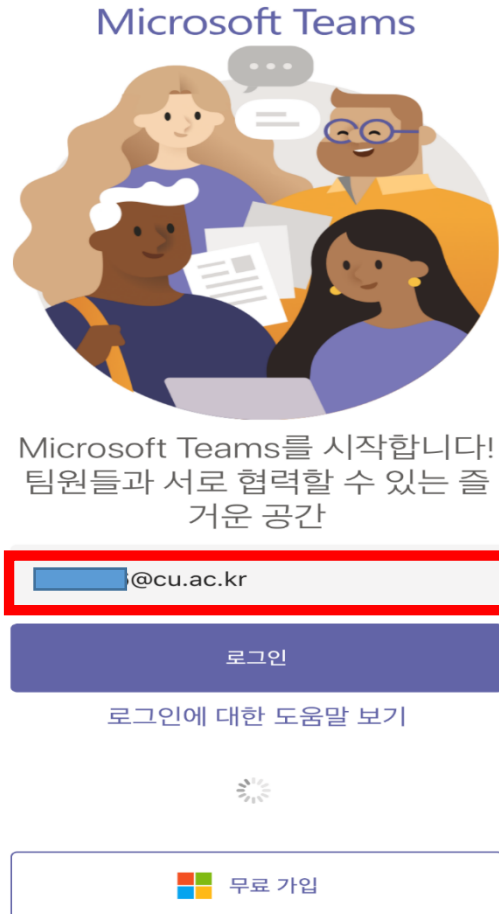 Microsoft Teams
Microsoft Teams를 시작합니다!
팀원들과 서로 협력할 수 있는 즐
거운 공간
@cu.ac.kr
로그인
로그인에 대한 도움말 보기
무료 가입